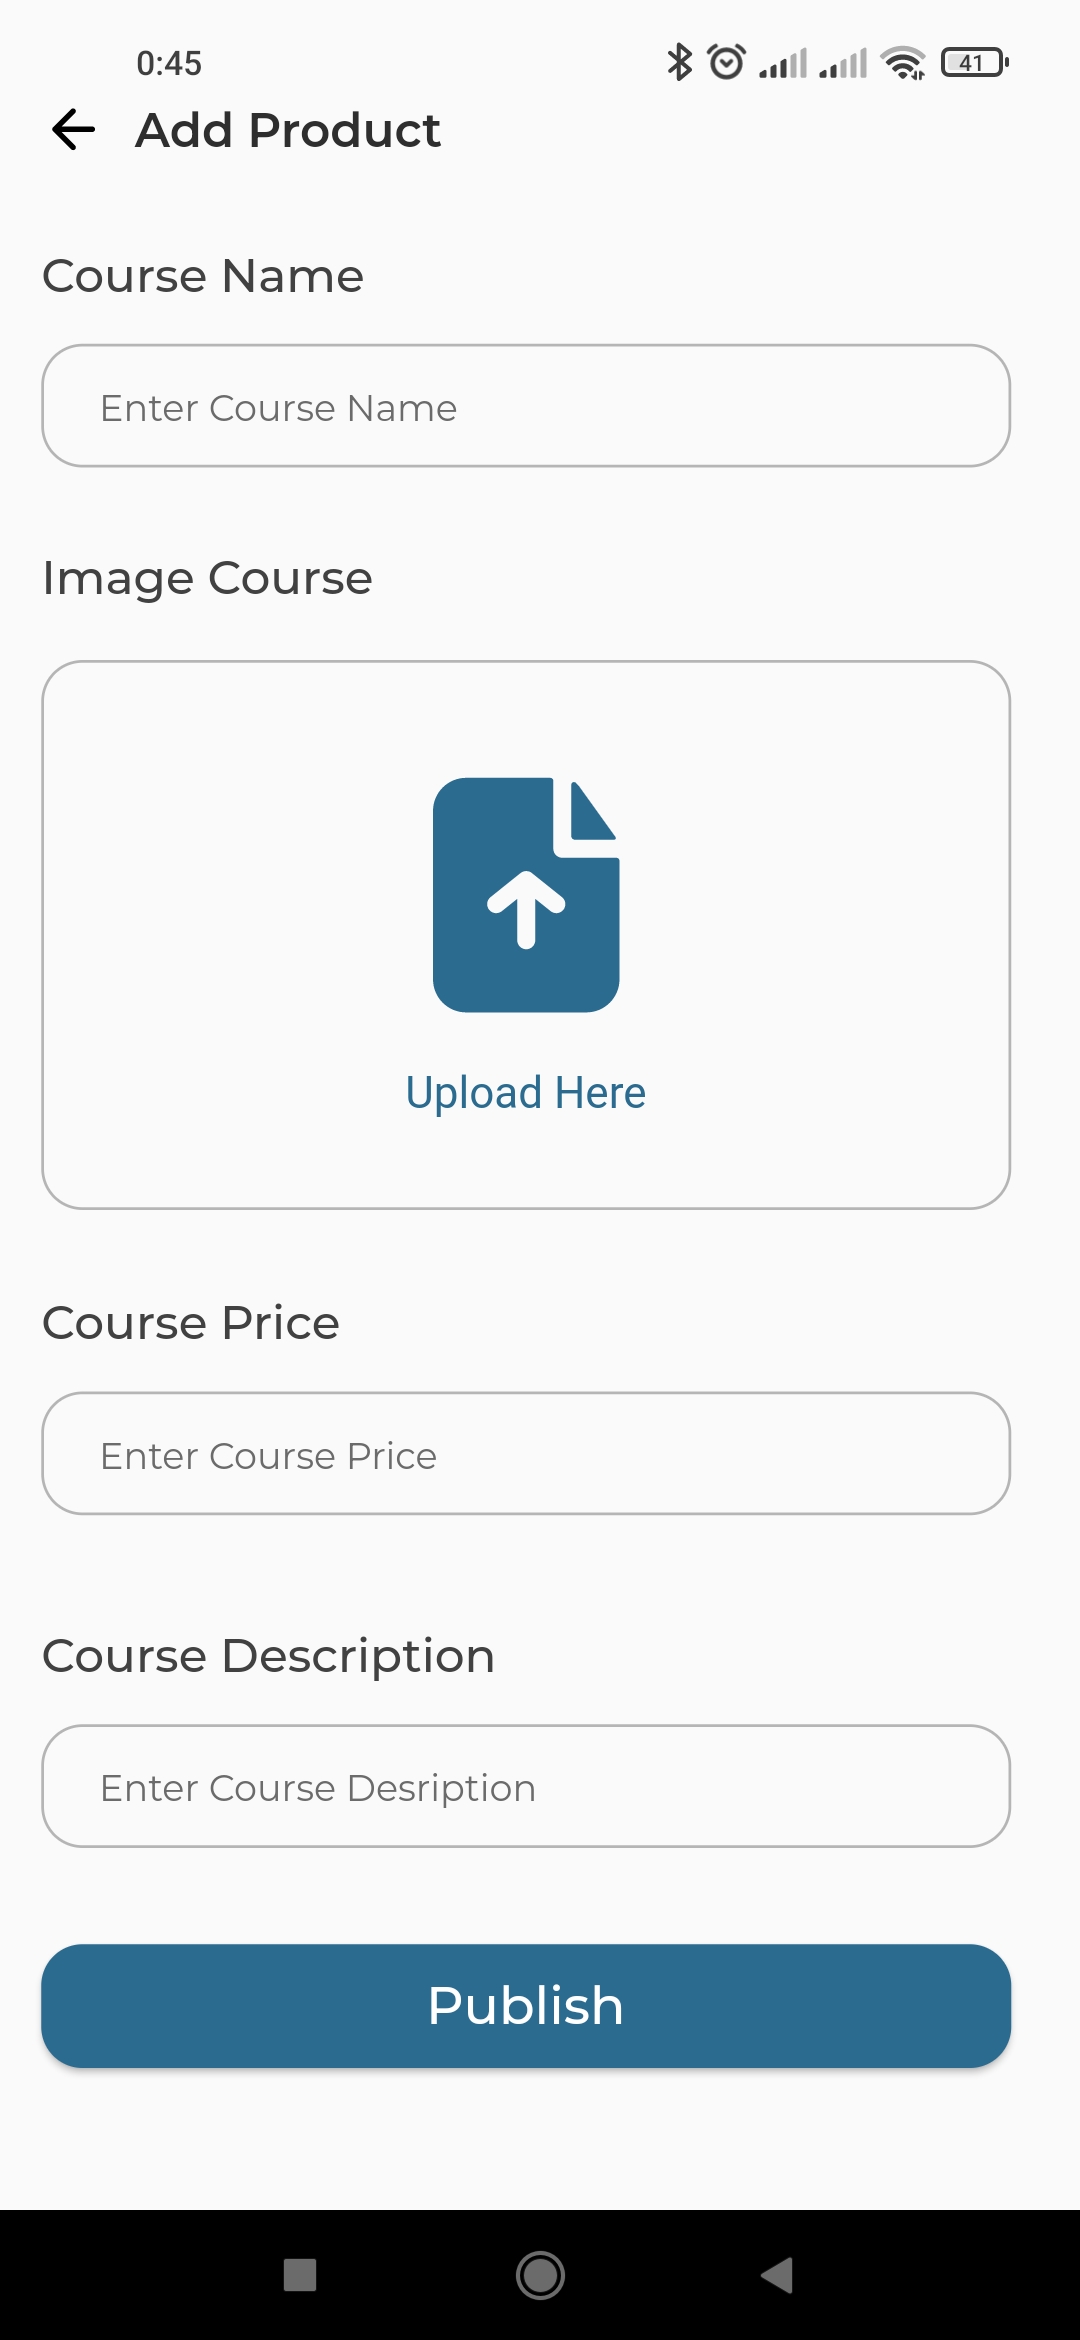 0:45
41
Add Product
Course Name
Enter Course Name
Image Course
Upload Here
Course Price
Enter Course Price
Course Description
Enter Course Desription
Publish